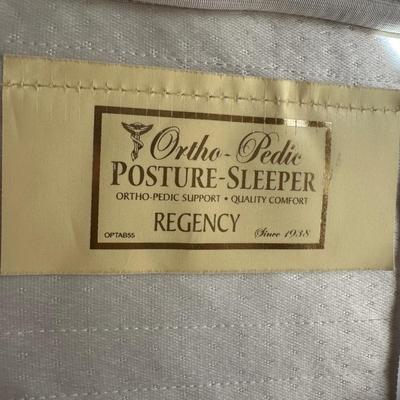 Ortho-Pedic
POSTURE-SLEEPER
ORTHO-PEDIC SUPPORT • QUALITY COMFORT
REGENCY
OPTAB55
Since 1938